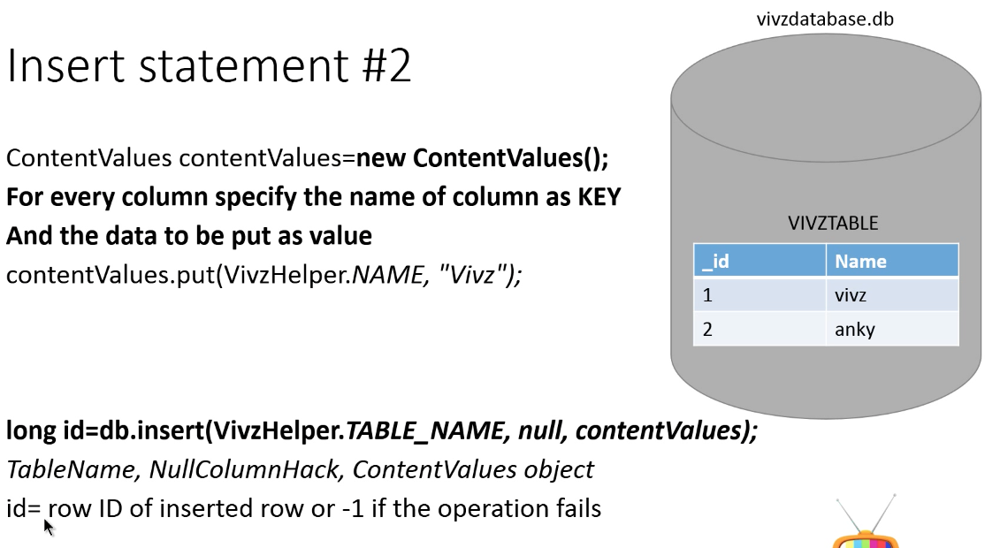 vivzdatabase.db
Insert statement #2
ContentValues contentValues=new ContentValues();
For every column specify the name of column as KEY
And the data to be put as value
contentValues.put(VivzHelper.NAME, "Vivz");
VIVZTABLE
_id Name
1 vivz
2 anky
long id=db.insert(VivzHelper.TABLE_NAME, null, contentValues);
TableName, NullColumnHack, ContentValues object
id= row ID of inserted row or -1 if the operation fails